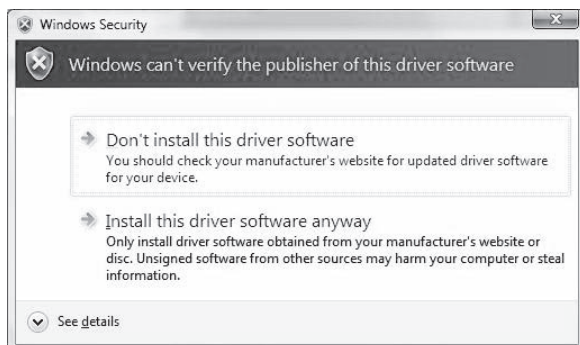 Windows Security
Windows can't verify the publisher of this driver software
Don't install this driver software
You should check your manufacturer's website for updated driver software
for your device.
Install this driver software anyway
Only install driver software obtained from your manufacturer's website or
disc. Unsigned software from other sources may harm your computer or steal
information.
See details